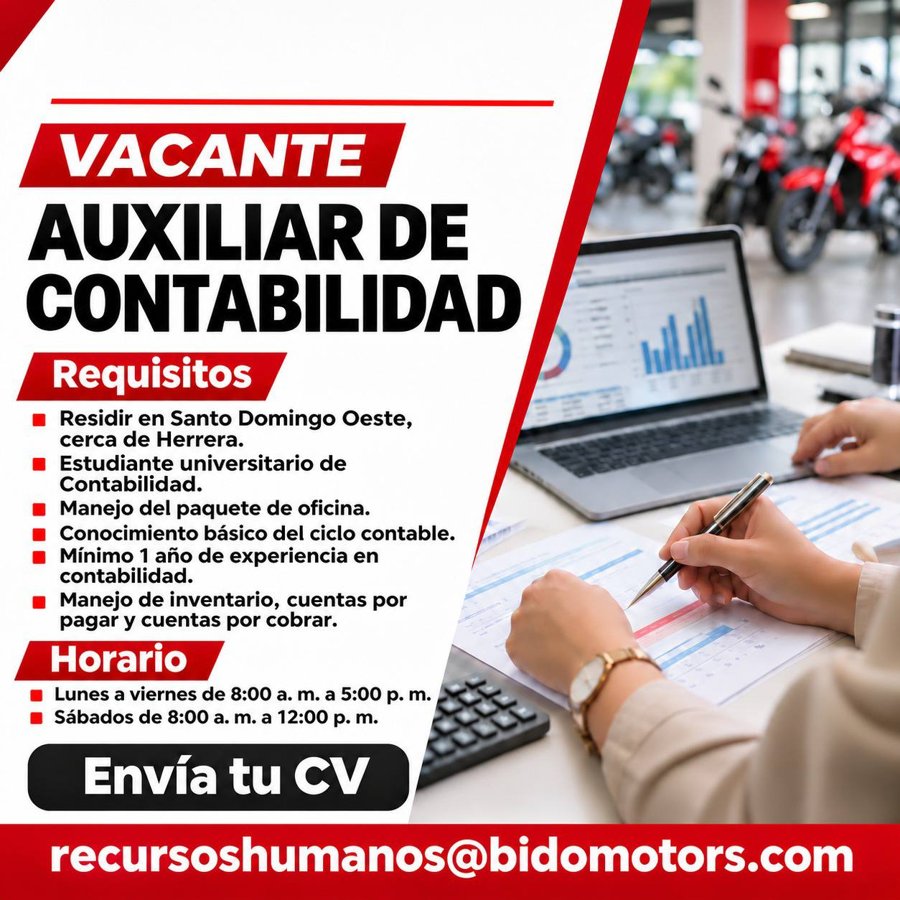 VACANTE
AUXILIAR DE
CONTABILIDAD
Requisitos
Residir en Santo Domingo Oeste,
cerca de Herrera.
Estudiante universitario de
Contabilidad.
Manejo del paquete de oficina.
Conocimiento básico del ciclo contable.
Mínimo 1 año de experiencia en
contabilidad.
Manejo de inventario, cuentas por
pagar y cuentas por cobrar.
Horario
Lunes a viernes de 8:00 a. m. a 5:00 p. m.
Sábados de 8:00 a. m. a 12:00 p. m.
Envía tu CV
recursoshumanos@bidomotors.com